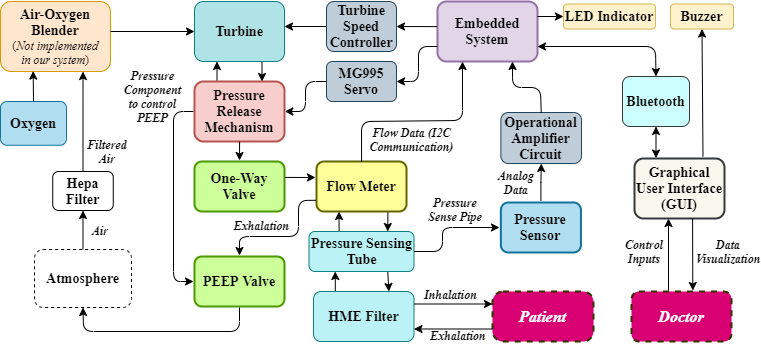 Air-Oxygen
Blender
(Not implemented
in our system)
Turbine
Turbine
Speed
Controller
Embedded
System
LED Indicator
Buzzer
MG995
Servo
Pressure
Component
to control
PEEP
Pressure
Release
Mechanism
Oxygen
Bluetooth
Flow Data (I2C
Communication)
Operational
Amplifier
Circuit
Filtered
Air
Hepa
Filter
One-Way
Valve
Flow Meter
Analog
Data
Graphical
User Interface
(GUI)
Pressure
Sense Pipe
Pressure
Sensor
Air
Exhalation
Pressure Sensing
Tube
Control
Inputs
Data
Visualization
Atmosphere
PEEP Valve
HME Filter
Inhalation
Exhalation
Patient
Doctor